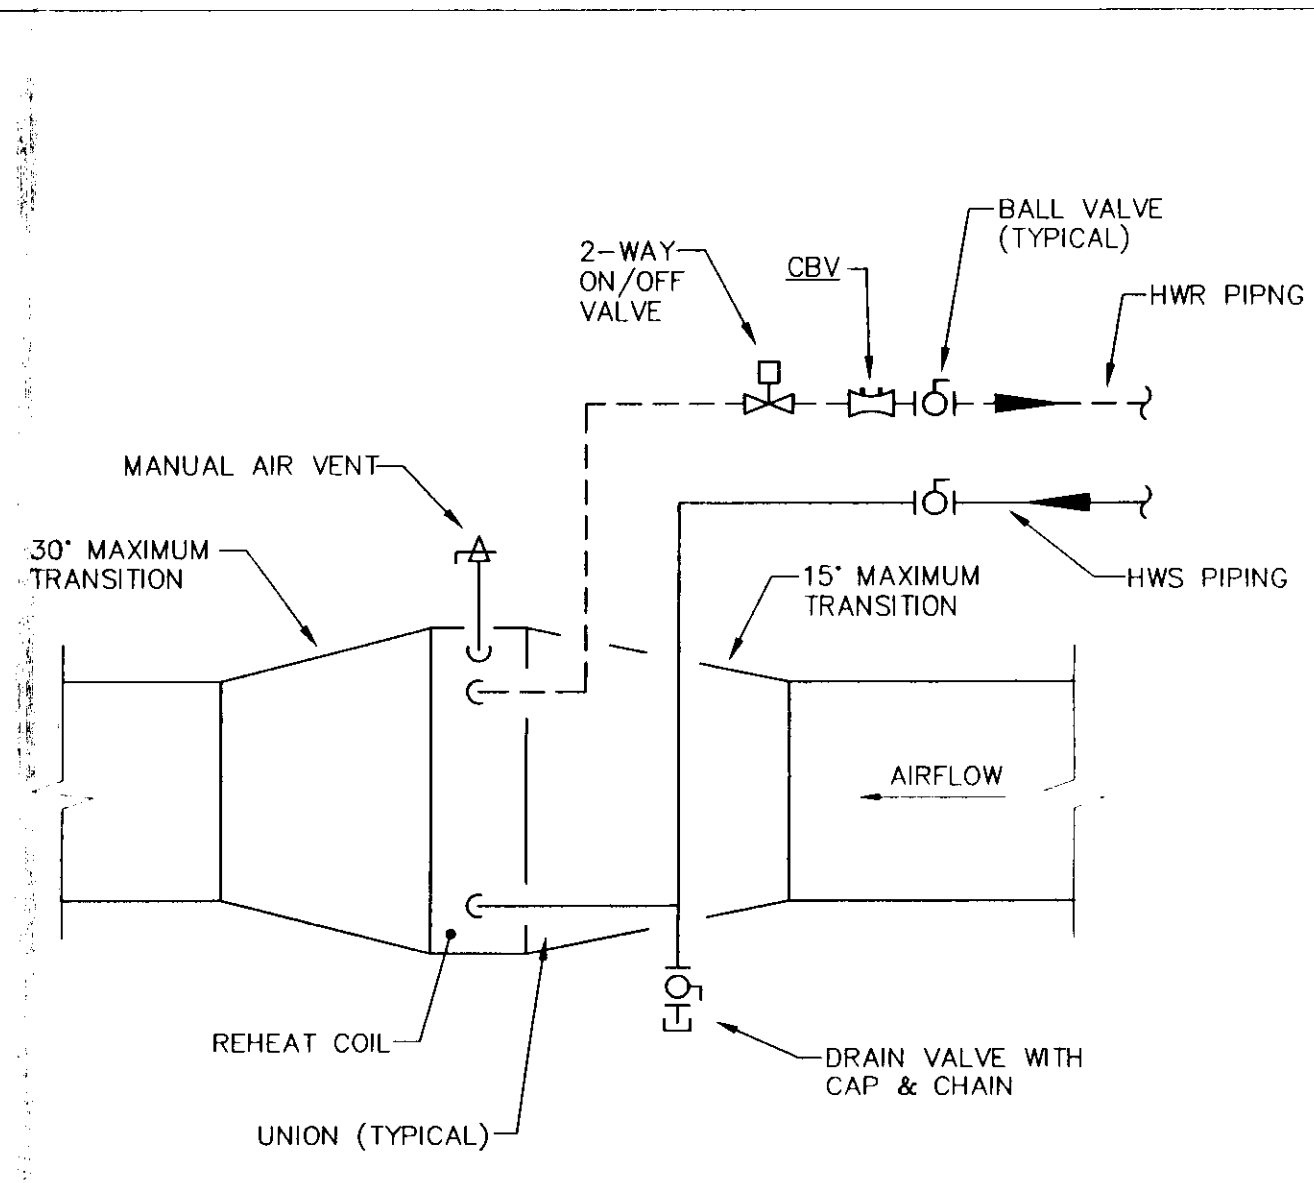 BALL VALVE
(TYPICAL)
2-WAY
ON/OFF
VALVE
CBV
HWR PIPNG
MANUAL AIR VENT
30° MAXIMUM
TRANSITION
15° MAXIMUM
TRANSITION
HWS PIPING
AIRFLOW
REHEAT COIL
DRAIN VALVE WITH
CAP & CHAIN
UNION (TYPICAL)